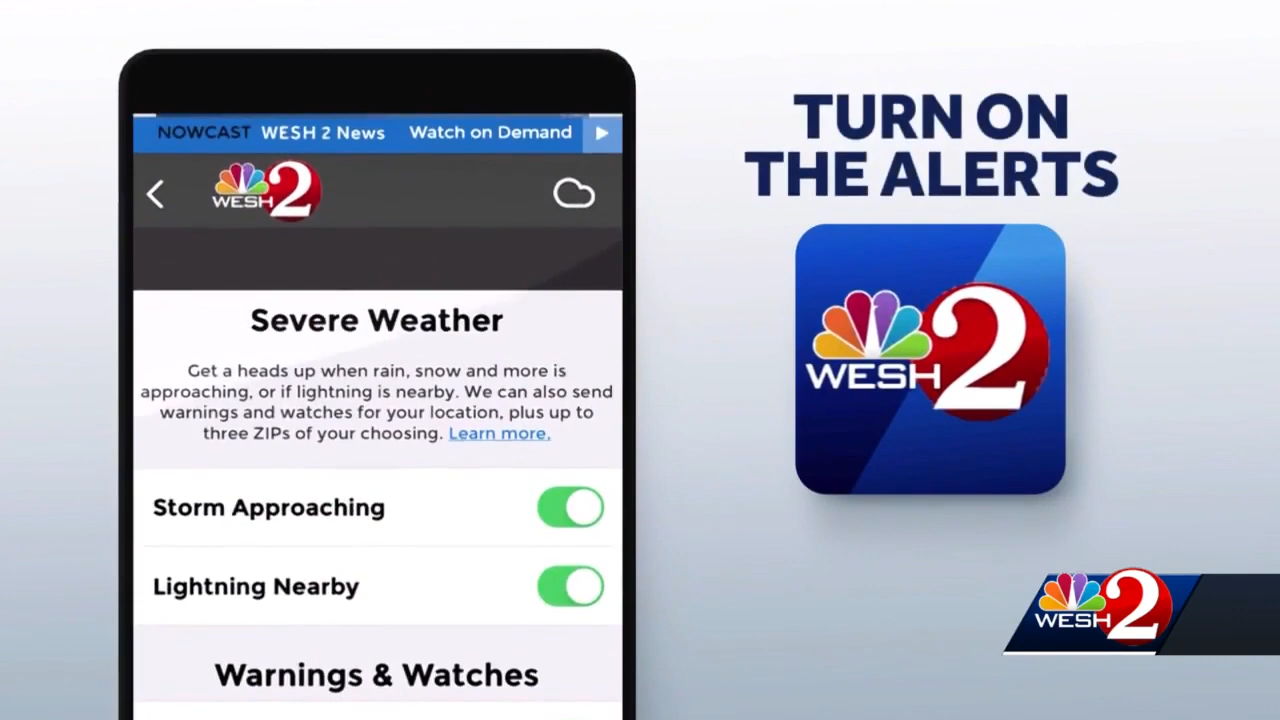 NOWCAST WESH 2 News Watch on Demand
WESH 2
Severe Weather
Get a heads up when rain, snow and more is
approaching, or if lightning is nearby. We can also send
warnings and watches for your location, plus up to
three ZIPs of your choosing. Learn more.
Storm Approaching
Lightning Nearby
Warnings & Watches
TURN ON
THE ALERTS
WESH 2
WESH 2